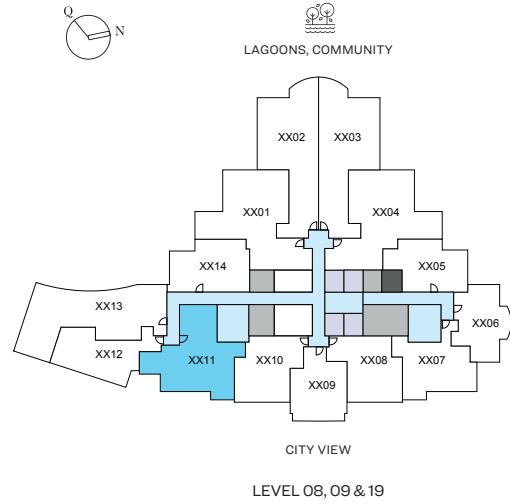 Q
N
LAGOONS, COMMUNITY
XX02 XX03
XX01 XX04
XX14 XX05
XX13
XX06
XX12 XX11 XX10 XX08 XX07
XX09
CITY VIEW
LEVEL 08, 09 & 19